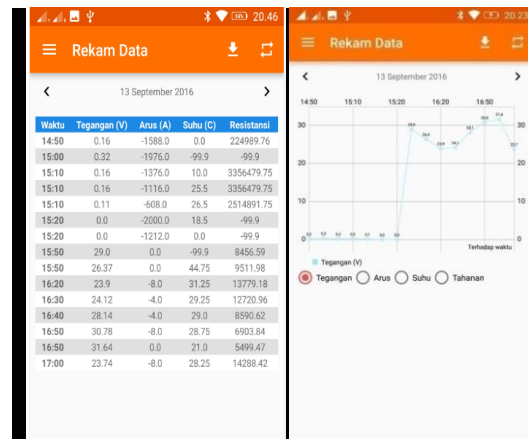 20.46
Rekam Data
13 September 2016
Waktu Tegangan (V) Arus (A) Suhu (C) Resistansi
14:50 0.16 -1588.0 0.0 224989.76
15:00 0.32 -1976.0 -99.9 -99.9
15:10 0.16 -1376.0 10.0 3356479.75
15:10 0.16 -1116.0 25.5 3356479.75
15:10 0.11 -608.0 26.5 2514891.75
15:20 0.0 -2000.0 18.5 -99.9
15:20 0.0 -1212.0 0.0 -99.9
15:50 29.0 0.0 -99.9 8456.59
15:50 26.37 0.0 44.75 9511.98
16:20 23.9 -8.0 31.25 13779.18
16:30 24.12 -4.0 29.25 12720.96
16:40 28.14 -4.0 29.0 8590.62
16:50 30.78 -8.0 28.75 6903.84
16:50 31.64 0.0 21.0 5499.47
17:00 23.74 -8.0 28.25 14288.42
20.23
Rekam Data
13 September 2016
14:50 15:10 15:20 16:20 16:50
30 30
20 20
10 10
0 0
Terhadap waktu
Tegangan (V)
Tegangan Arus Suhu Tahanan